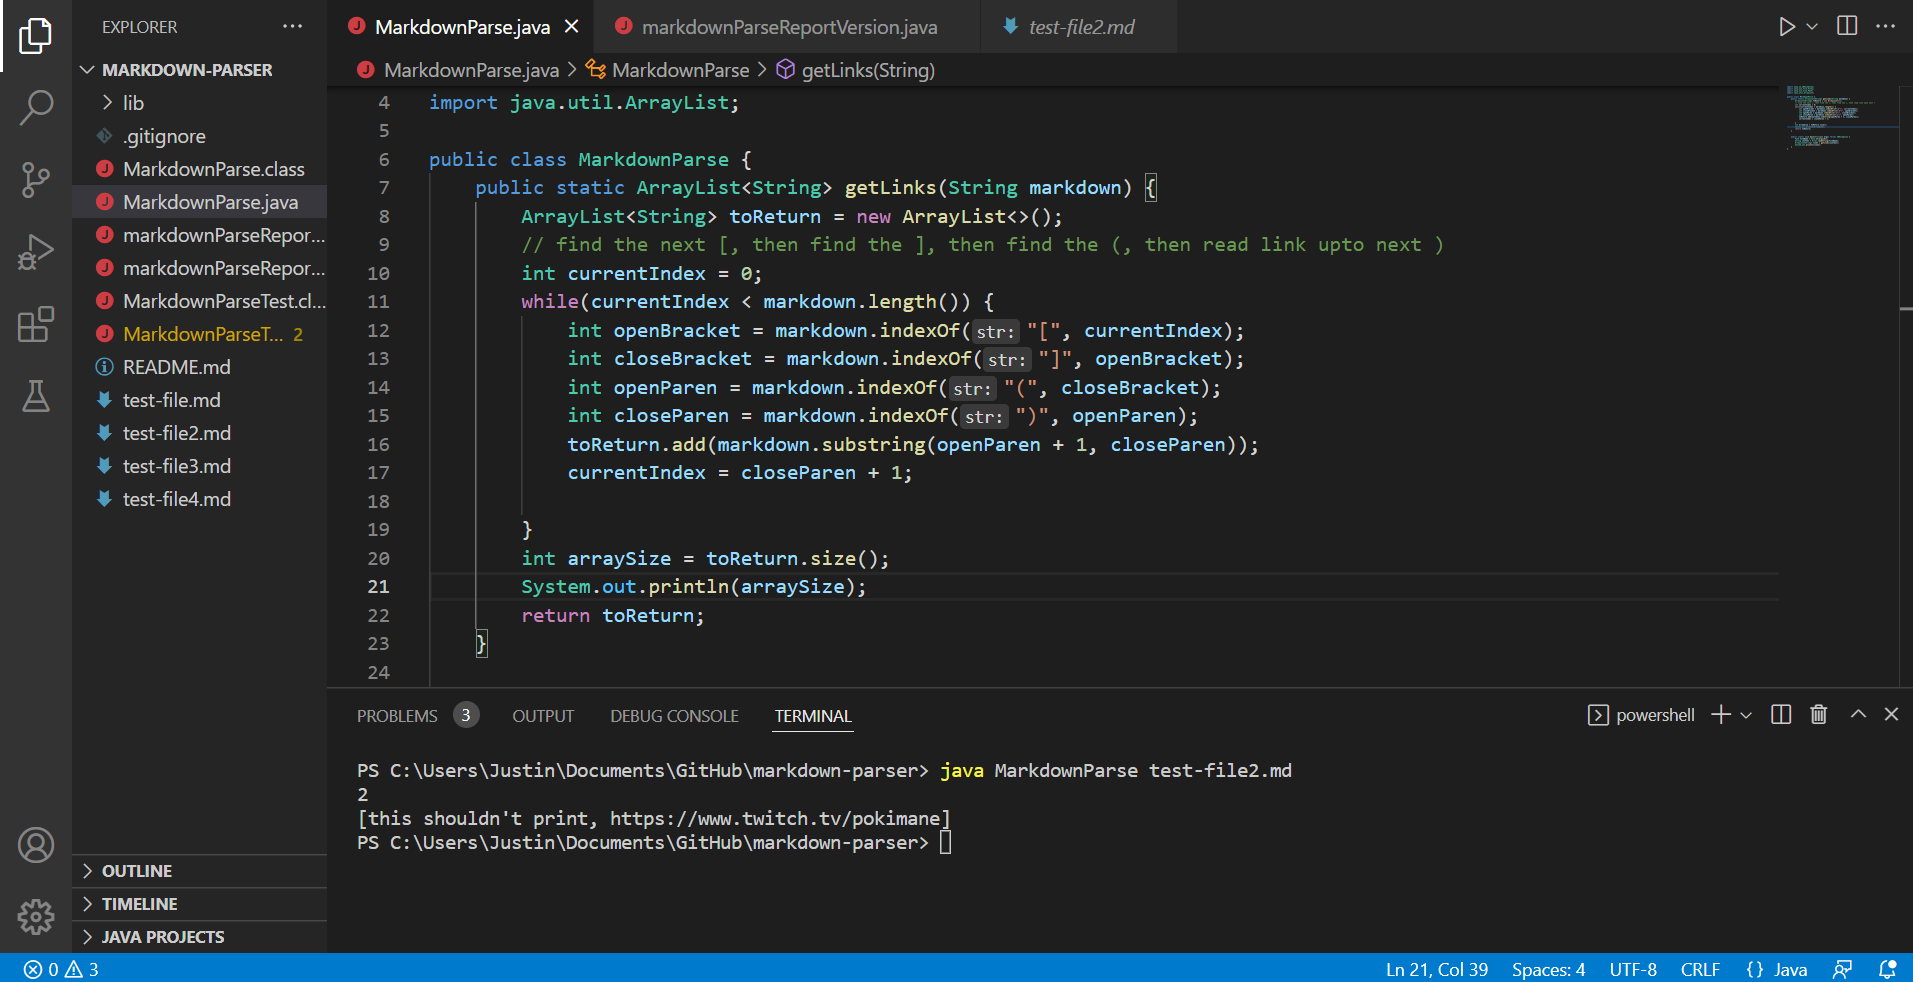 EXPLORER
MARKDOWN-PARSER
lib
.gitignore
MarkdownParse.class
MarkdownParse.java
markdownParseRepor...
markdownParseRepor...
MarkdownParseTest.cl...
MarkdownParseT... 2
README.md
test-file.md
test-file2.md
test-file3.md
test-file4.md
OUTLINE
TIMELINE
JAVA PROJECTS
MarkdownParse.java
markdownParseReportVersion.java
test-file2.md
MarkdownParse.java > MarkdownParse > getLinks(String)
4 import java.util.ArrayList;
5
6 public class MarkdownParse {
7 public static ArrayList<String> getLinks(String markdown) {
8 ArrayList<String> toReturn = new ArrayList<>();
9 // find the next [, then find the ], then find the (, then read link upto next )
10 int currentIndex = 0;
11 while(currentIndex < markdown.length()) {
12 int openBracket = markdown.indexOf(str: "[", currentIndex);
13 int closeBracket = markdown.indexOf(str: "]", openBracket);
14 int openParen = markdown.indexOf(str: "(", closeBracket);
15 int closeParen = markdown.indexOf(str: ")", openParen);
16 toReturn.add(markdown.substring(openParen + 1, closeParen));
17 currentIndex = closeParen + 1;
18
19 }
20 int arraySize = toReturn.size();
21 System.out.println(arraySize);
22 return toReturn;
23 }
24
PROBLEMS 3 OUTPUT DEBUG CONSOLE TERMINAL
powershell
PS C:\Users\Justin\Documents\GitHub\markdown-parser> java MarkdownParse test-file2.md
2
[this shouldn't print, https://www.twitch.tv/pokimane]
PS C:\Users\Justin\Documents\GitHub\markdown-parser>
0 3
Ln 21, Col 39 Spaces: 4 UTF-8 CRLF {} Java